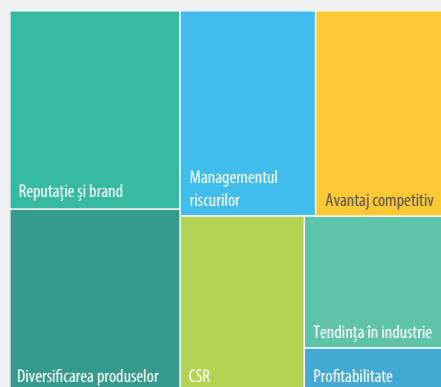 Reputație și brand
Managementul
riscurilor
Avantaj competitiv
Diversificarea produselor
CSR
Tendința în industrie
Profitabilitate